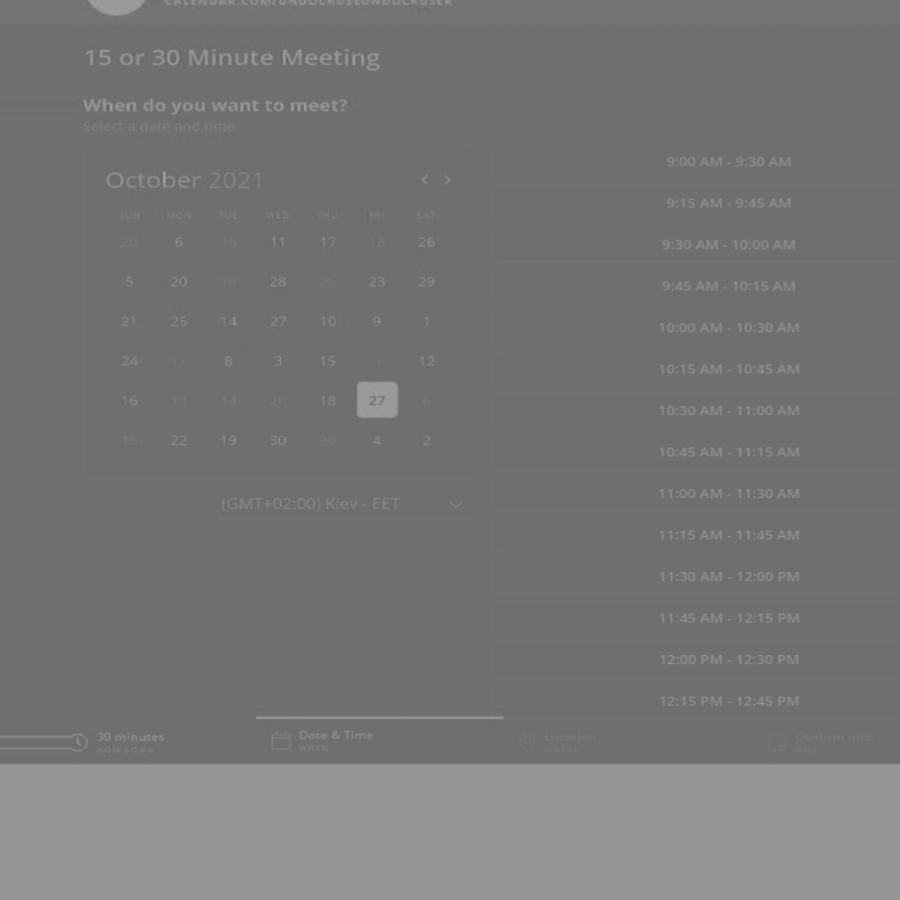 15 or 30 Minute Meeting
When do you want to meet?
Select a date and time
October 2021
SUN MON TUE WED THU FRI SAT
20 6 16 11 17 18 26
5 20 28 25 23 29
21 25 14 27 10 9 1
24 17 8 3 15 12
16 13 14 26 18 27 6
22 19 30 20 4 2
(GMT+02:00) Kiev - EET
9:00 AM - 9:30 AM
9:15 AM - 9:45 AM
9:30 AM - 10:00 AM
9:45 AM - 10:15 AM
10:00 AM - 10:30 AM
10:15 AM - 10:45 AM
10:30 AM - 11:00 AM
10:45 AM - 11:15 AM
11:00 AM - 11:30 AM
11:15 AM - 11:45 AM
11:30 AM - 12:00 PM
11:45 AM - 12:15 PM
12:00 PM - 12:30 PM
12:15 PM - 12:45 PM
30 minutes
HOW LONG
Date & Time
WHEN
Location
WHERE
Confirm Info